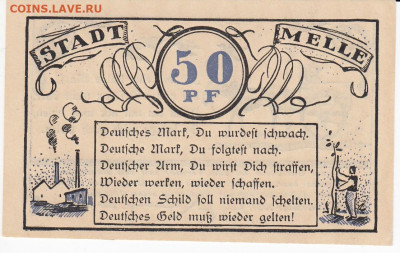 COINS.LAVE.RU
STADT MELLE
50
PF
Deutsches Mark, Du wurdest schwach.
Deutsche Mark, Du folgtest nach.
Deutscher Arm, Du wirst Dich straffen,
Wieder werken, wieder schaffen.
Deutschen Schild soll niemand schelten.
Deutsches Geld muß wieder gelten!